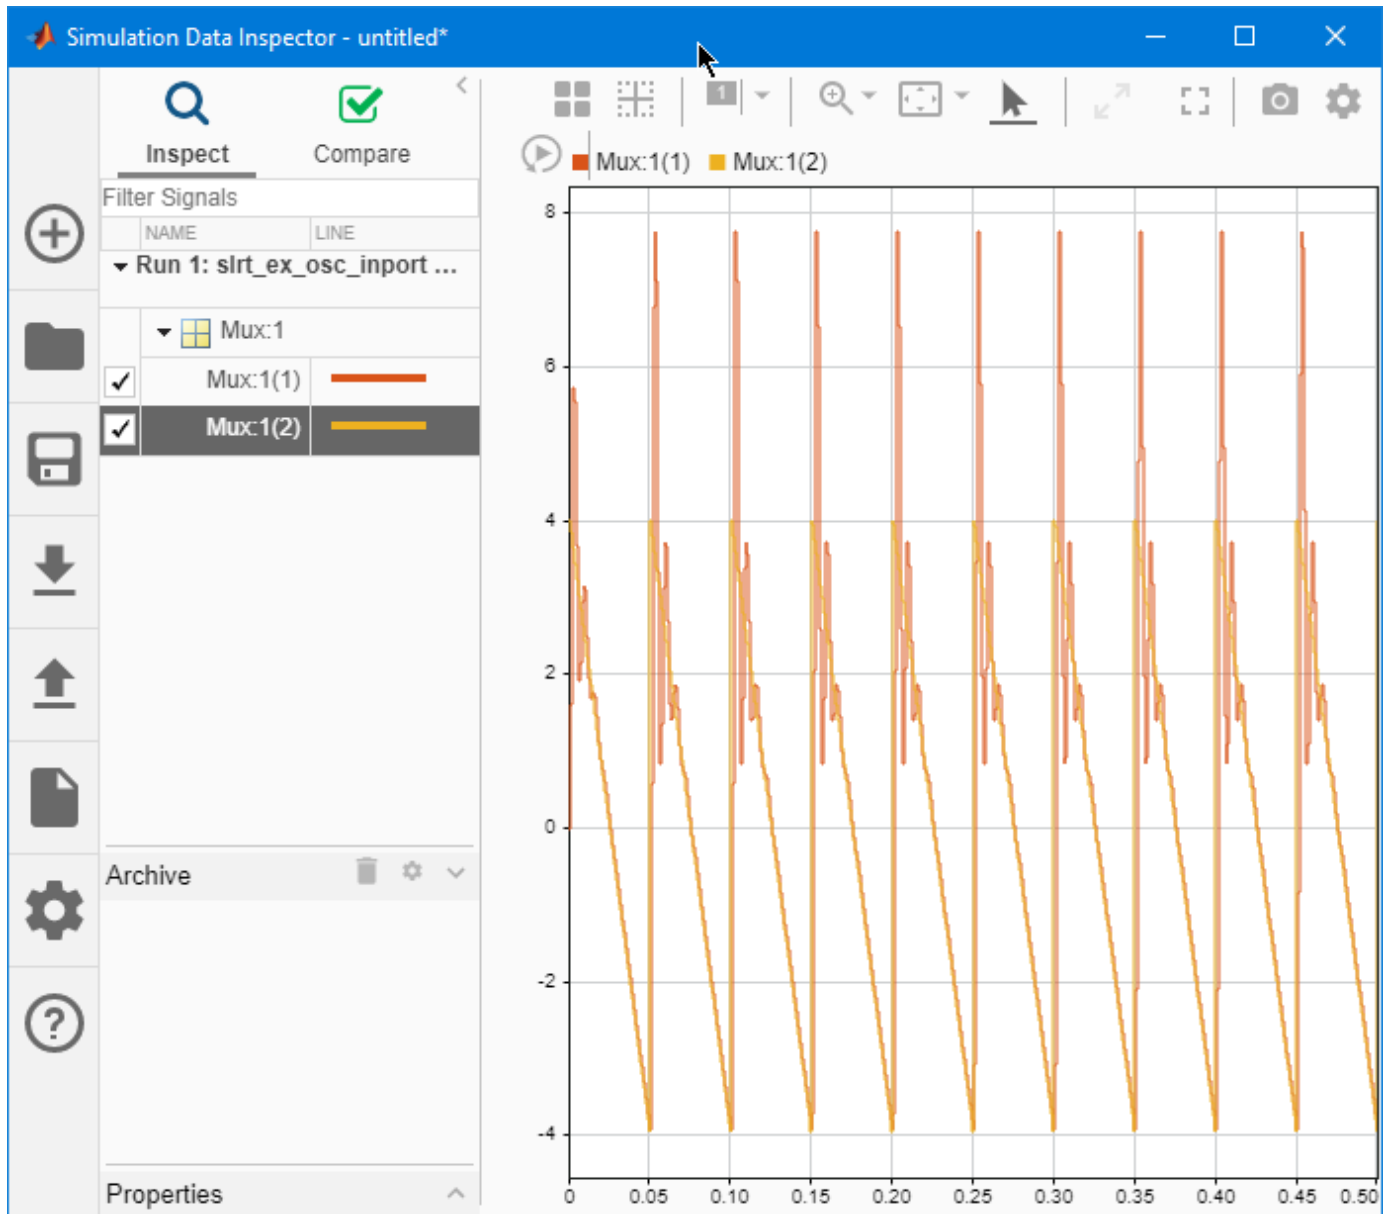 Simulation Data Inspector - untitled*
Inspect
Compare
Filter Signals
NAME
LINE
Run 1: slrt_ex_osc_inport ...
Mux:1
Mux:1(1)
Mux:1(2)
Archive
Properties
1
Mux:1(1) Mux:1(2)
8
6
4
2
0
-2
-4
0 0.05 0.10 0.15 0.20 0.25 0.30 0.35 0.40 0.45 0.50